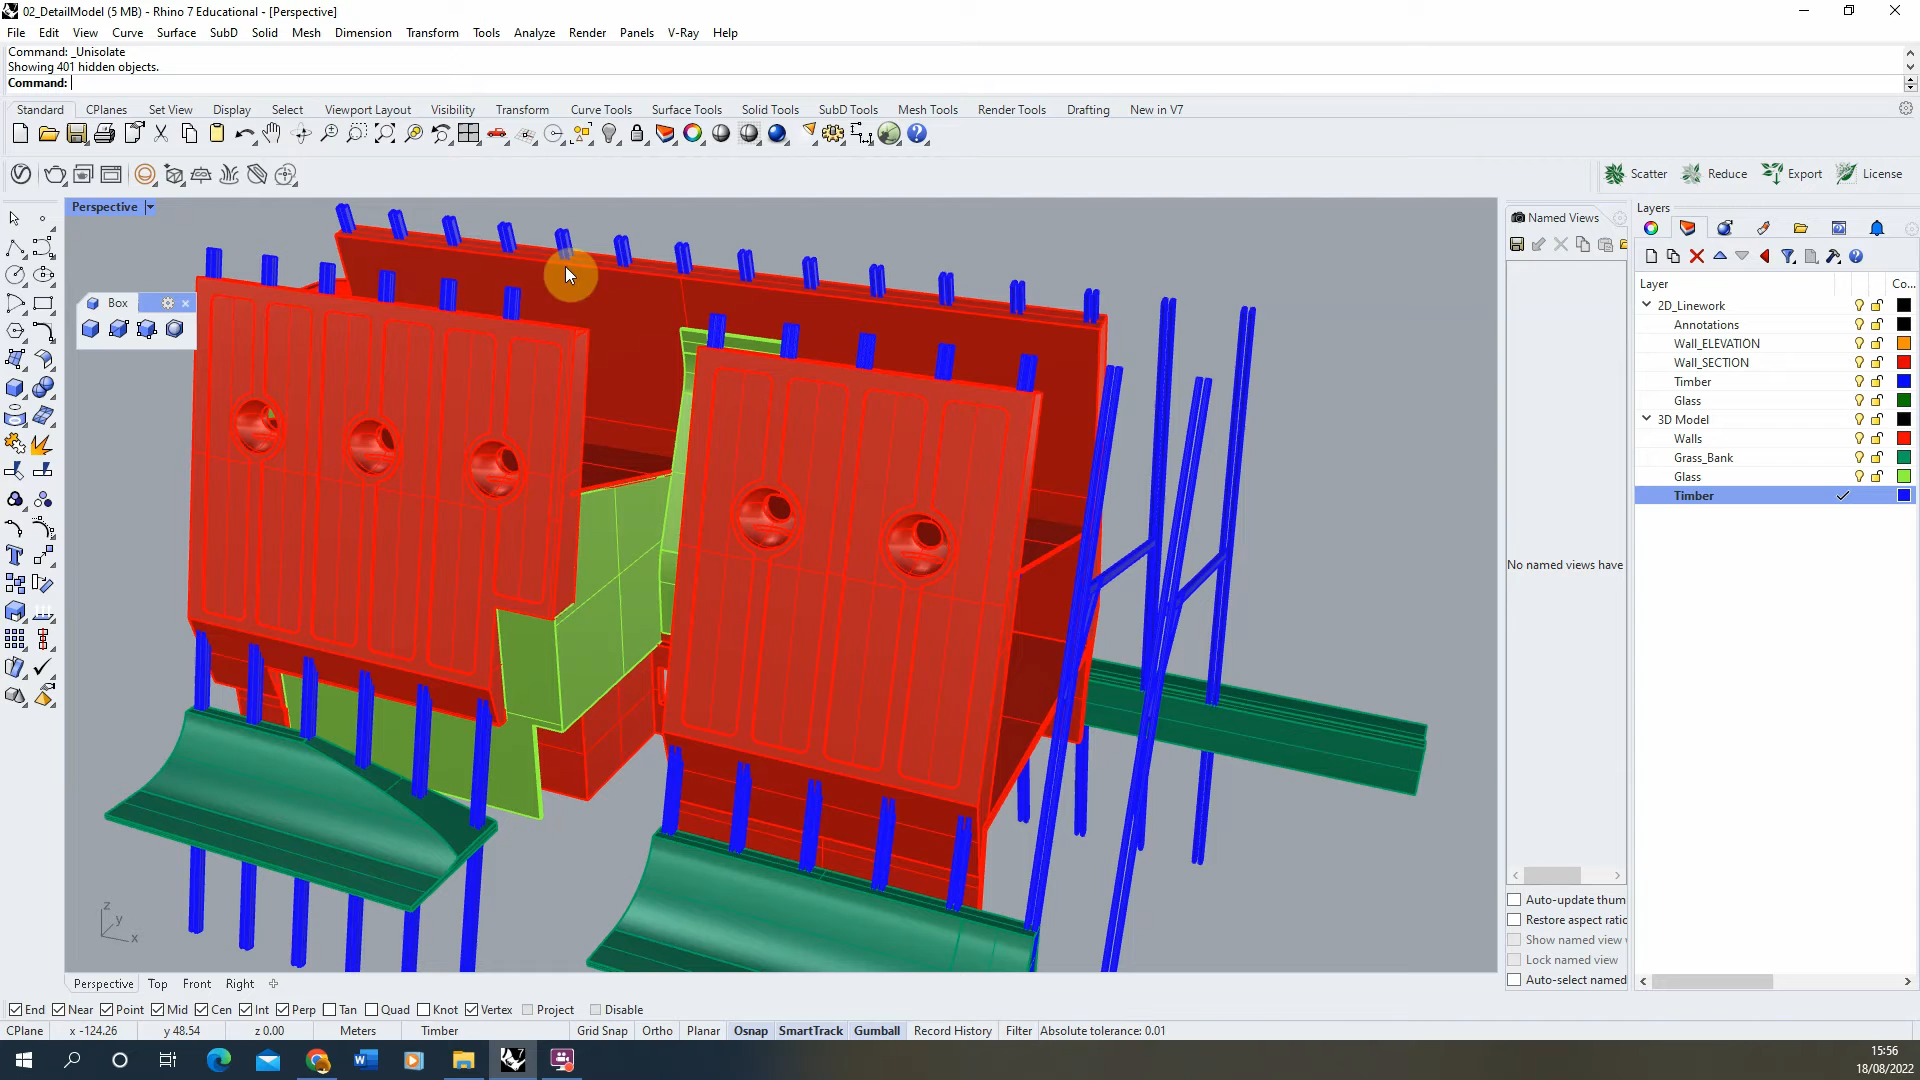 02_DetailModel (5 MB) - Rhino 7 Educational - [Perspective]
File Edit View Curve Surface SubD Solid Mesh Dimension Transform Tools Analyze Render Panels V-Ray Help
Command: _Unisolate
Showing 401 hidden objects.
Command:
Standard CPlanes Set View Display Select Viewport Layout Visibility Transform Curve Tools Surface Tools Solid Tools SubD Tools Mesh Tools Render Tools Drafting New in V7
Scatter Reduce Export License
Perspective
Named Views
Layers
Box
Layer Co...
2D_Linework
Annotations
Wall_ELEVATION
Wall_SECTION
Timber
Glass
3D Model
Walls
Grass_Bank
Glass
Timber
No named views have
z
y
x
Auto-update thum
Restore aspect ratio
Show named view
Lock named view
Auto-select named
Perspective Top Front Right
End Near Point Mid Cen Int Perp Tan Quad Knot Vertex Project Disable
CPlane x -124.26 y 48.54 z 0.00 Meters Timber Grid Snap Ortho Planar Osnap SmartTrack Gumball Record History Filter Absolute tolerance: 0.01
15:56
18/08/2022